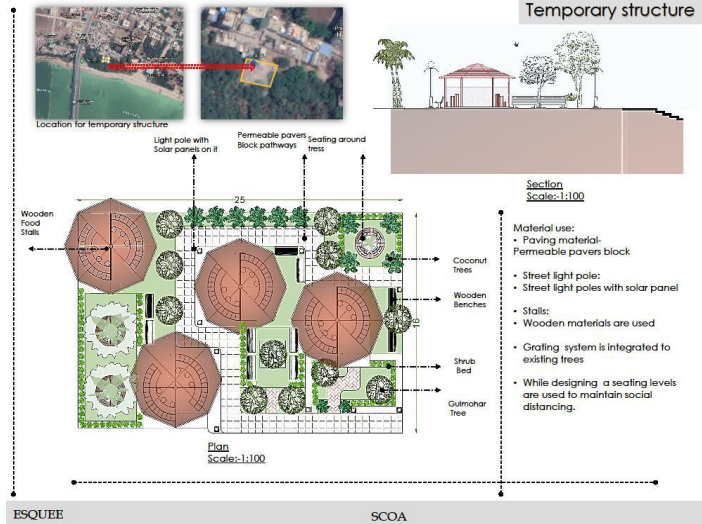 Temporary structure
Location for temporary structure
Light pole with
Solar panels on it
Permeable pavers
Block pathways
Seating around
tress
Section
Scale:-1:100
25
Wooden
Food
Stalls
16
Coconut
Trees
Wooden
Benches
Shrub
Bed
Gulmohar
Tree
Plan
Scale:-1:100
Material use:
• Paving material-
Permeable pavers block
• Street light pole:
• Street light poles with solar panel
• Stalls:
• Wooden materials are used
• Grating system is integrated to
existing trees
• While designing a seating levels
are used to maintain social
distancing.
ESQUEE
SCOA